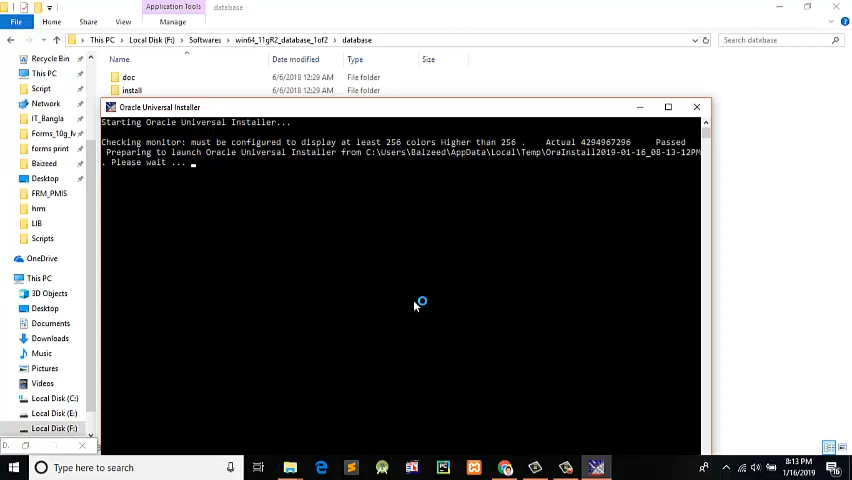 Application Tools
database
File
Home
Share
View
Manage
This PC > Local Disk (F:) > Softwares > win64_11gR2_database_1of2 > database
Search database
Name
Date modified
Type
Size
doc
6/6/2018 12:29 AM
File folder
install
6/6/2018 12:29 AM
File folder
Recycle Bin
This PC
Script
Network
IT_Bangla
Forms_10g_M
forms print
Baizeed
Desktop
FRM_PMIS
hrm
LIB
Scripts
OneDrive
This PC
3D Objects
Desktop
Documents
Downloads
Music
Pictures
Videos
Local Disk (C:)
Local Disk (E:)
Local Disk (F:)
Oracle Universal Installer
Starting Oracle Universal Installer...
Checking monitor: must be configured to display at least 256 colors Higher than 256 . Actual 4294967296 Passed
Preparing to launch Oracle Universal Installer from C:\Users\Baizeed\AppData\Local\Temp\OraInstall2019-01-16_08-13-12PM
. Please wait ...
Type here to search
8:13 PM
1/16/2019